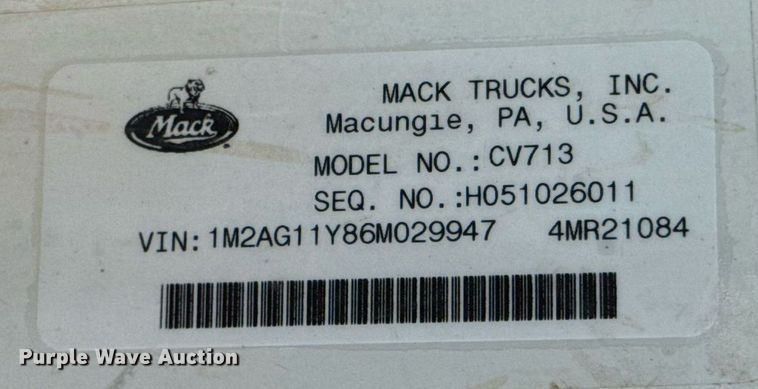 Mack
MACK TRUCKS, INC.
Macungie, PA, U.S.A.
MODEL NO.: CV713
SEQ. NO.:H051026011
VIN: 1M2AG11Y86M029947 4MR21084
Purple Wave Auction